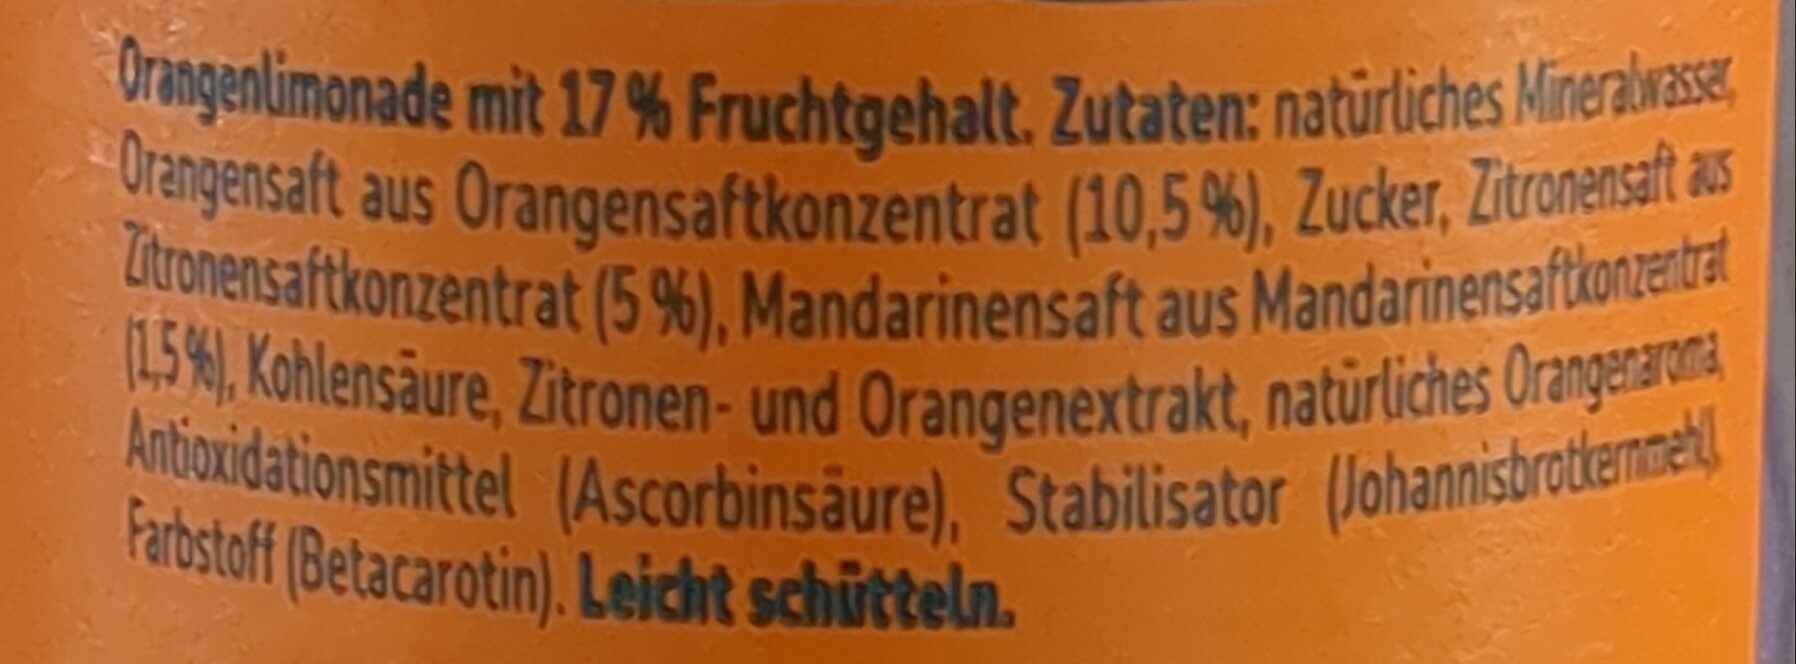 Orangenlimonade mit 17 % Fruchtgehalt. Zutaten: natürliches Mineralwasser,
Orangensaft aus Orangensaftkonzentrat (10,5 %), Zucker, Zitronensaft aus
Zitronensaftkonzentrat (5 %), Mandarinensaft aus Mandarinensaftkonzentrat
(1,5 %), Kohlensäure, Zitronen- und Orangenextrakt, natürliches Orangenaroma,
Antioxidationsmittel (Ascorbinsäure), Stabilisator (Johannisbrotkernmehl),
Farbstoff (Betacarotin). Leicht schütteln.